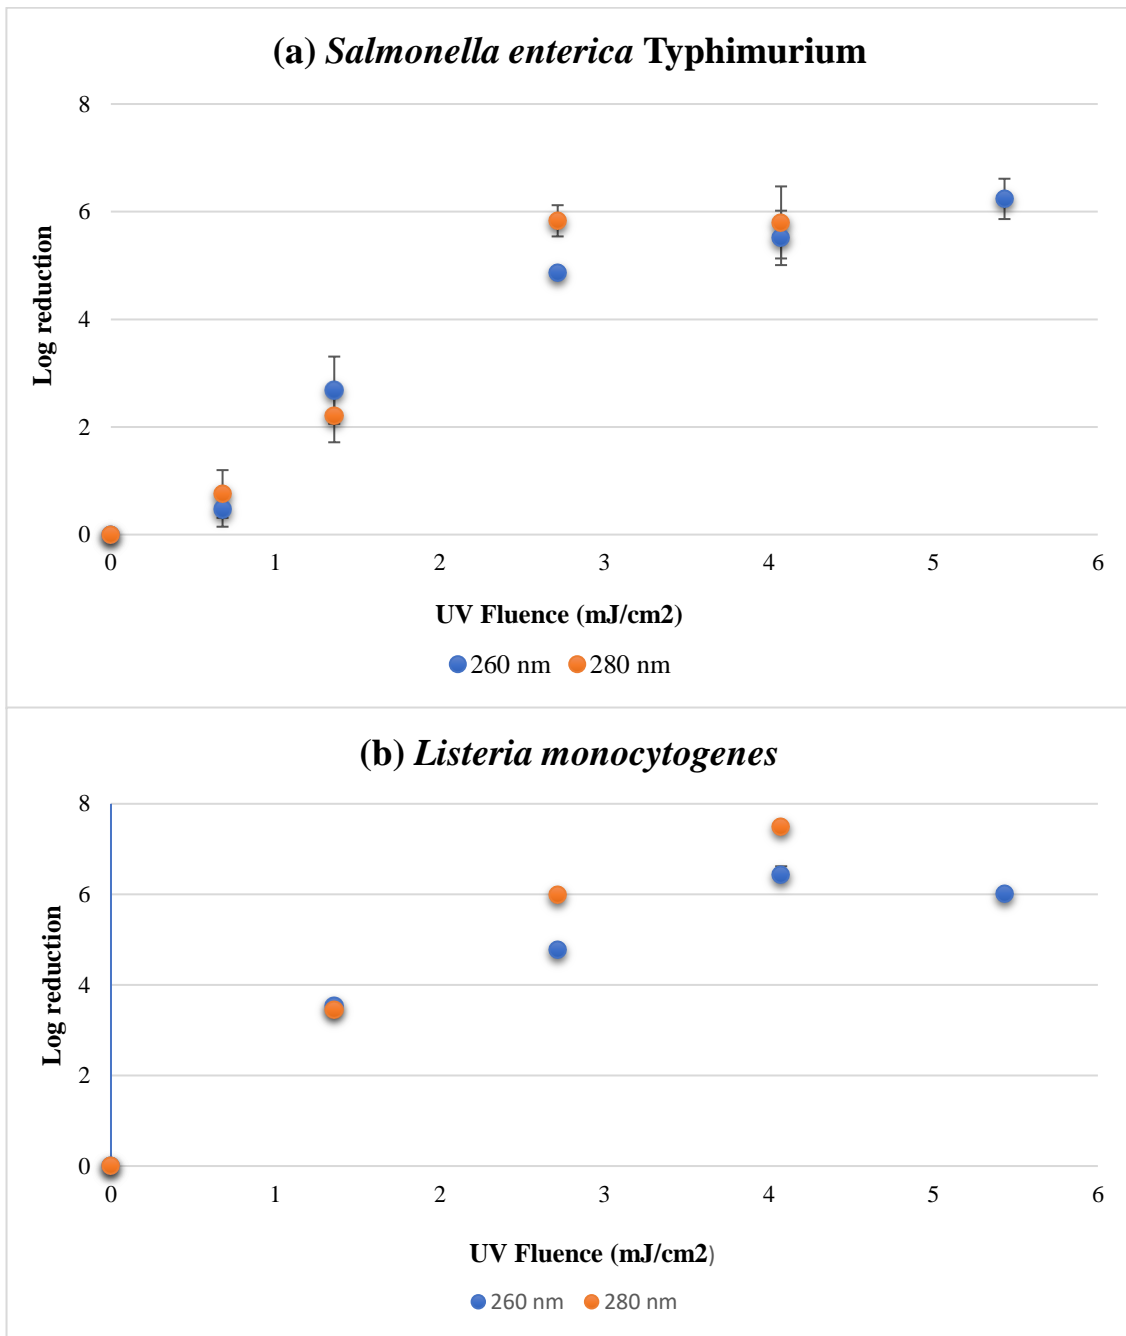 (a) Salmonella enterica Typhimurium
8
6
4
2
0
Log reduction
0 1 2 3 4 5 6
UV Fluence (mJ/cm2)
260 nm 280 nm
(b) Listeria monocytogenes
8
6
4
2
0
Log reduction
0 1 2 3 4 5 6
UV Fluence (mJ/cm2)
260 nm 280 nm